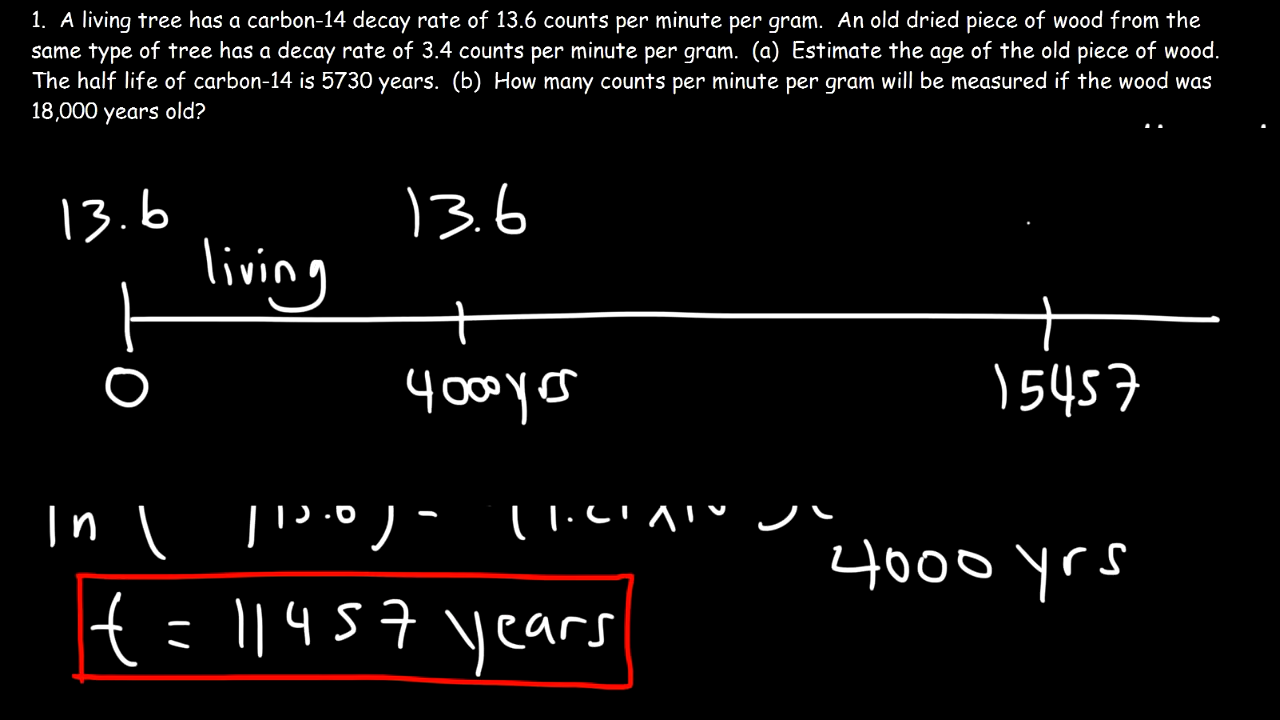 1. A living tree has a carbon-14 decay rate of 13.6 counts per minute per gram. An old dried piece of wood from the
same type of tree has a decay rate of 3.4 counts per minute per gram. (a) Estimate the age of the old piece of wood.
The half life of carbon-14 is 5730 years. (b) How many counts per minute per gram will be measured if the wood was
18,000 years old?
13.6 13.6
living
0 4000yrs 15457
ln (
4000 yrs
t = 11457 years